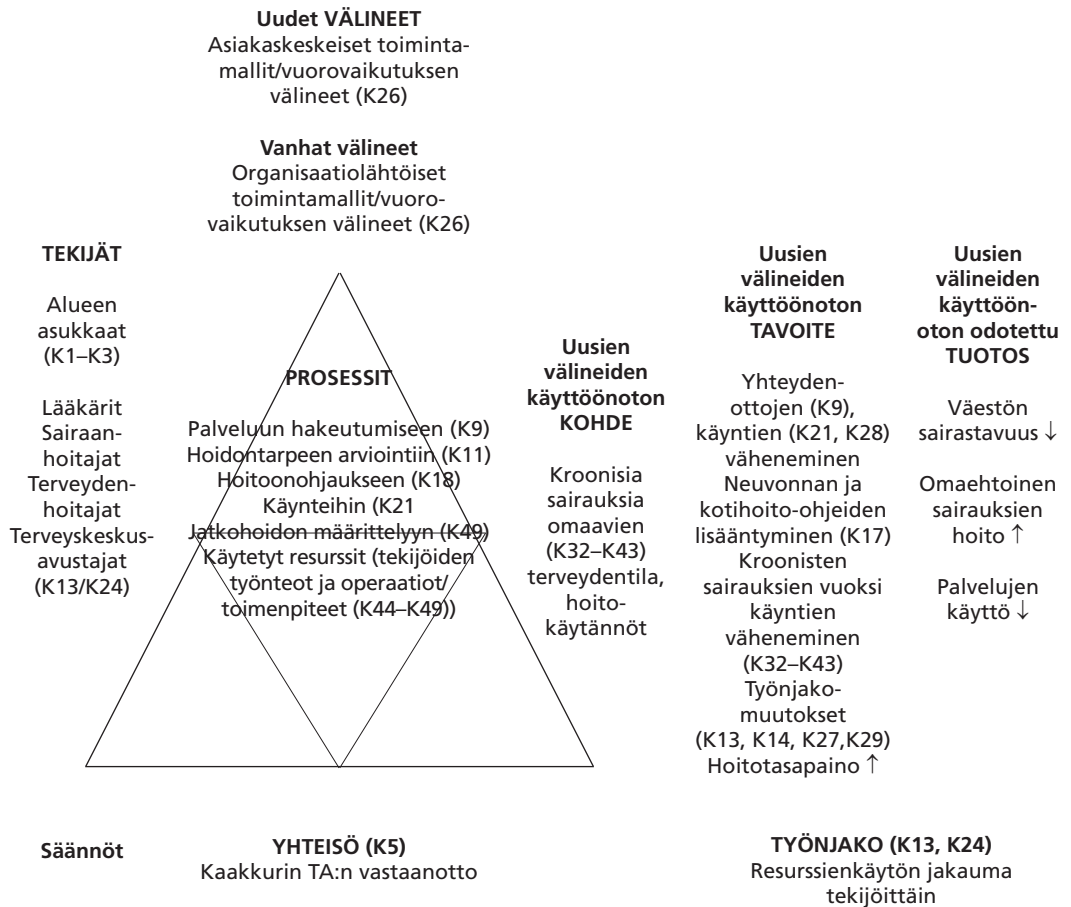 Uudet VÄLINEET
Asiakaskeskeiset toiminta-
mallit/vuorovaikutuksen
välineet (K26)
Vanhat välineet
Organisaatiolähtöiset
toimintamallit/vuoro-
vaikutuksen välineet (K26)
TEKIJÄT
Alueen
asukkaat
(K1–K3)
Lääkärit
Sairaan-
hoitajat
Terveyden-
hoitajat
Terveyskeskus-
avustajat
(K13/K24)
PROSESSIT
Palveluun hakeutumiseen (K9)
Hoidontarpeen arviointiin (K11)
Hoitoonohjaukseen (K18)
Käynteihin (K21
Jatkohoidon määrittelyyn (K49)
Käytetyt resurssit (tekijöiden
työnteot ja operaatiot/
toimenpiteet (K44–K49))
Uusien
välineiden
käyttöönoton
KOHDE
Kroonisia
sairauksia
omaavien
(K32–K43)
terveydentila,
hoito-
käytännöt
Uusien
välineiden
käyttöönoton
TAVOITE
Yhteyden-
ottojen (K9),
käyntien (K21, K28)
väheneminen
Neuvonnan ja
kotihoito-ohjeiden
lisääntyminen (K17)
Kroonisten
sairauksien vuoksi
käyntien
väheneminen
(K32–K43)
Työnjako-
muutokset
(K13, K14, K27,K29)
Hoitotasapaino ↑
Uusien
välineiden
käyttöön-
oton odotettu
TUOTOS
Väestön
sairastavuus ↓
Omaehtoinen
sairauksien
hoito ↑
Palvelujen
käyttö ↓
Säännöt
YHTEISÖ (K5)
Kaakkurin TA:n vastaanotto
TYÖNJAKO (K13, K24)
Resurssienkäytön jakauma
tekijöittäin